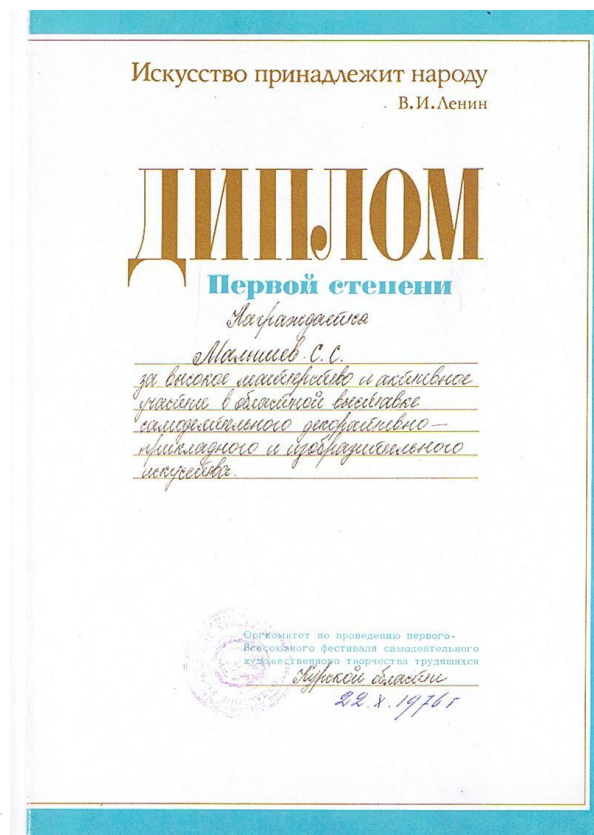 Искусство принадлежит народу
В.И.Ленин
ДИПЛОМ
Первой степени
Награждается
Малышев С.С.
за высокое мастерство и активное
участие в областной выставке
самодеятельного декоративно—
прикладного и изобразительного
искусства.
Оргкомитет по проведению первого
Всесоюзного фестиваля самодеятельного
художественного творчества трудящихся
Курской области
22.X.1976 г